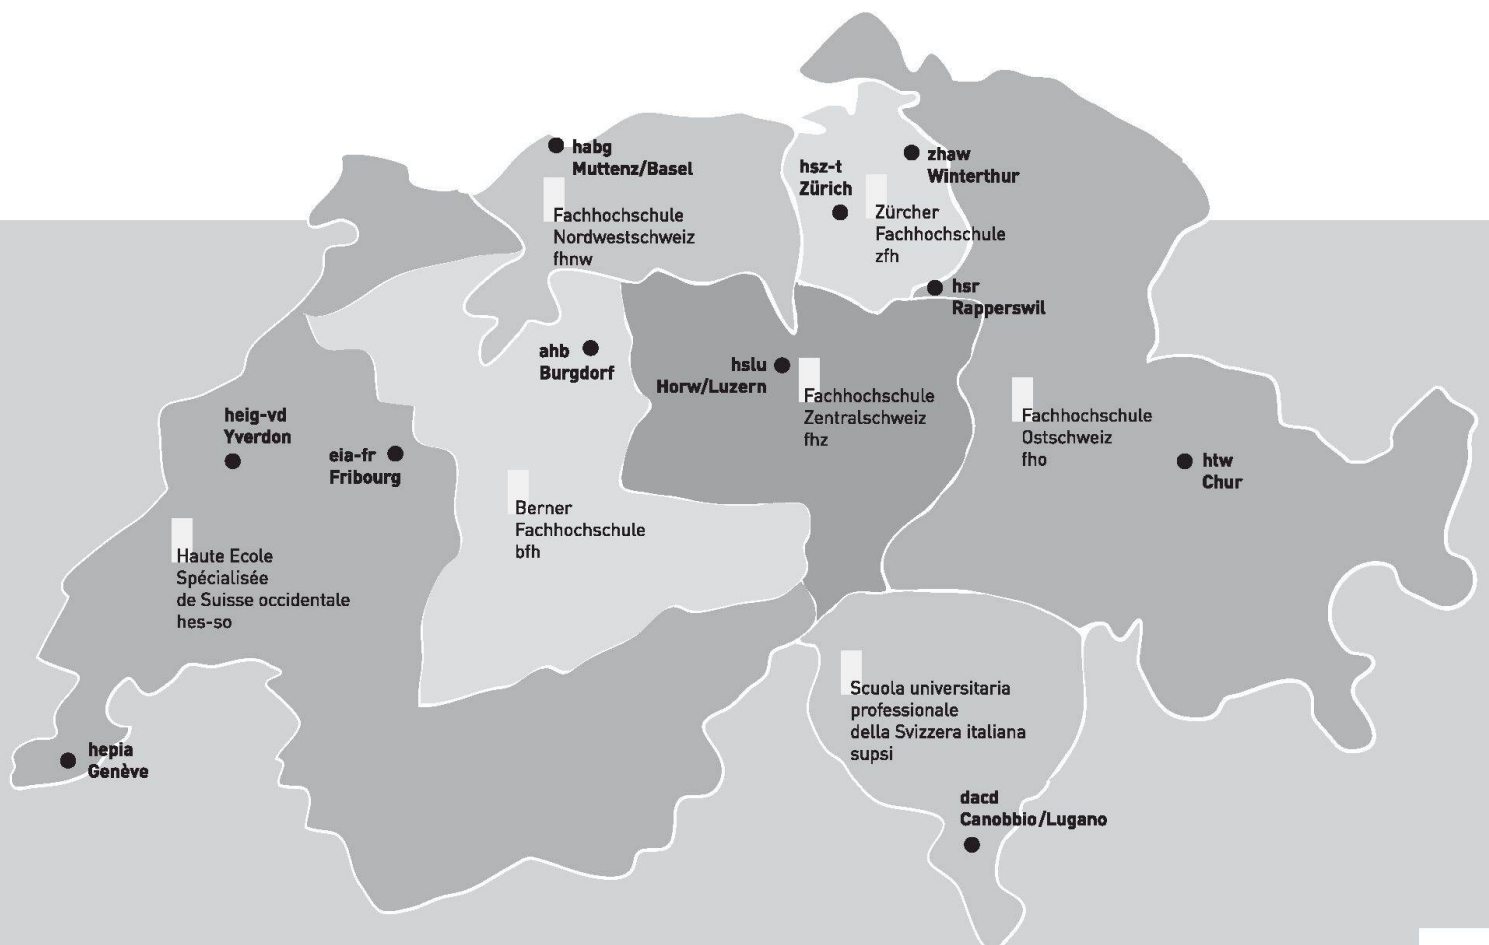 habg
Muttenz/Basel
Fachhochschule
Nordwestschweiz
fhnw
hsz-t
Zürich
zhaw
Winterthur
Zürcher
Fachhochschule
zfh
hsr
Rapperswil
ahb
Burgdorf
hslu
Horw/Luzern
Fachhochschule
Zentralschweiz
fhz
Fachhochschule
Ostschweiz
fho
htw
Chur
heig-vd
Yverdon
eia-fr
Fribourg
Berner
Fachhochschule
bfh
Haute Ecole
Spécialisée
de Suisse occidentale
hes-so
Scuola universitaria
professionale
della Svizzera italiana
supsi
hepia
Genève
dacd
Canobbio/Lugano